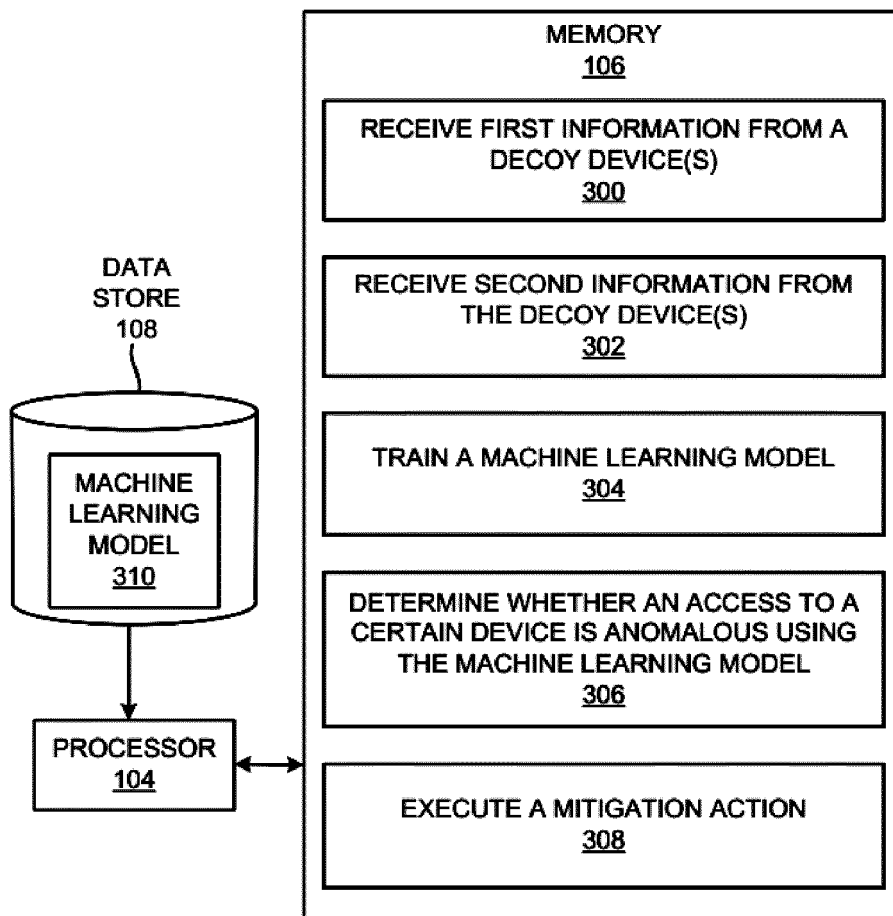 MEMORY
106
RECEIVE FIRST INFORMATION FROM A
DECOY DEVICE(S)
300
RECEIVE SECOND INFORMATION FROM
THE DECOY DEVICE(S)
302
TRAIN A MACHINE LEARNING MODEL
304
DETERMINE WHETHER AN ACCESS TO A
CERTAIN DEVICE IS ANOMALOUS USING
THE MACHINE LEARNING MODEL
306
EXECUTE A MITIGATION ACTION
308
DATA
STORE
108
MACHINE
LEARNING
MODEL
310
PROCESSOR
104